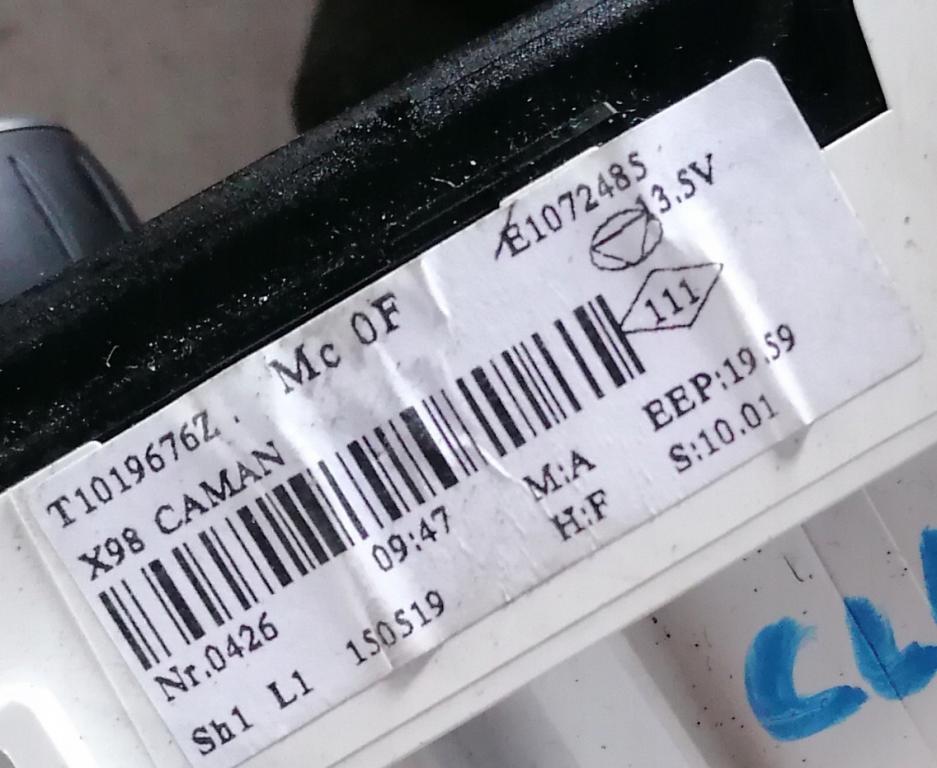 T1019676Z . Mc 0F E1072485
X98 CAMAN 13.5V
111
Nr.0426 09:47 M:A EEP:19.59
Sh1 L1 150519 H:F S:10.01